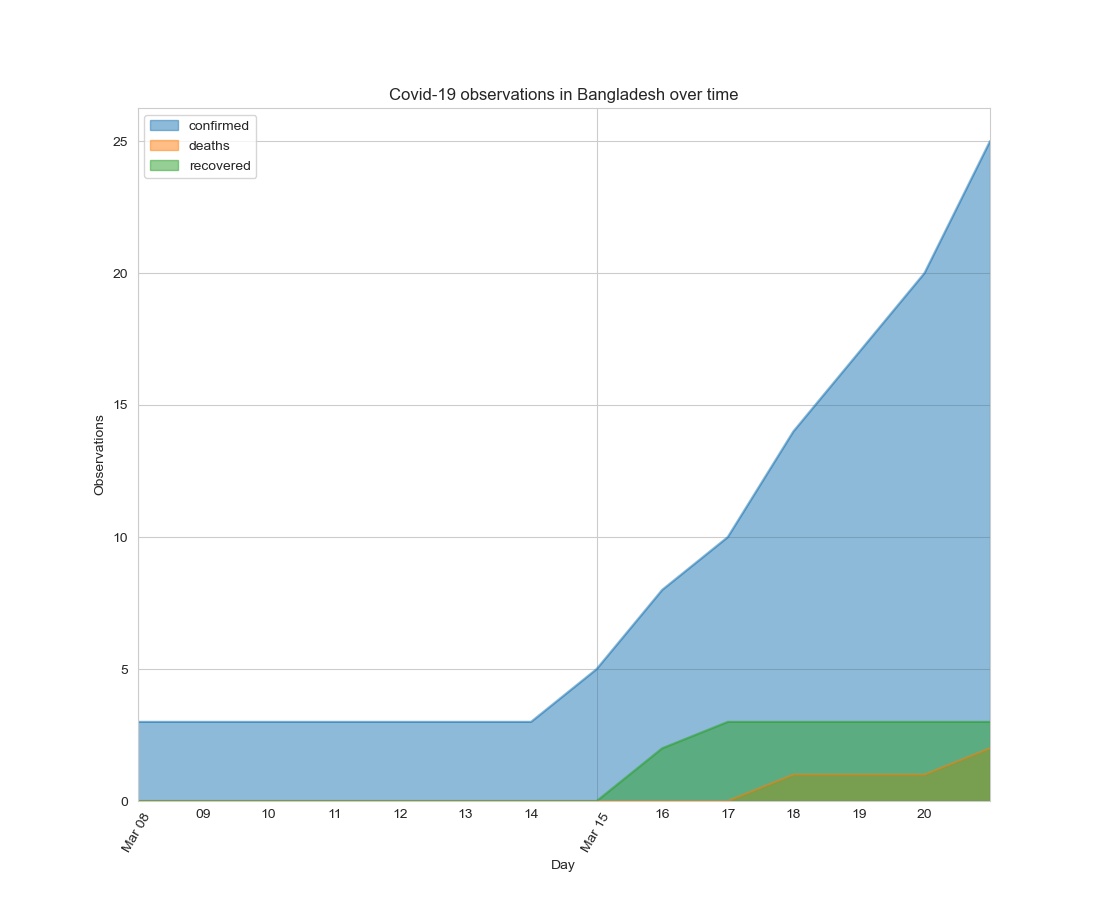 Covid-19 observations in Bangladesh over time
confirmed
deaths
recovered
25
20
15
10
5
0
Observations
Mar 08
09
10
11
12
13
14
Mar 15
16
17
18
19
20
Day